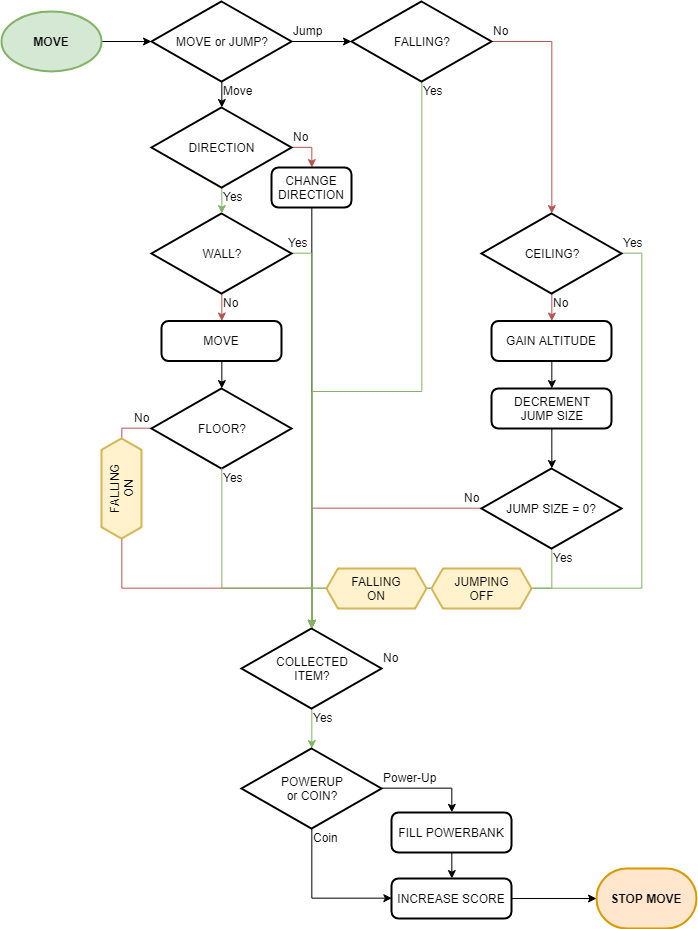 MOVE
MOVE or JUMP?
Jump
FALLING?
No
Move
Yes
DIRECTION
No
CHANGE
DIRECTION
Yes
WALL?
Yes
CEILING?
Yes
No
No
MOVE
GAIN ALTITUDE
DECREMENT
JUMP SIZE
No
FLOOR?
Yes
FALLING
ON
No
JUMP SIZE = 0?
Yes
FALLING
ON
JUMPING
OFF
COLLECTED
ITEM?
No
Yes
POWERUP
or COIN?
Power-Up
Coin
FILL POWERBANK
INCREASE SCORE
STOP MOVE